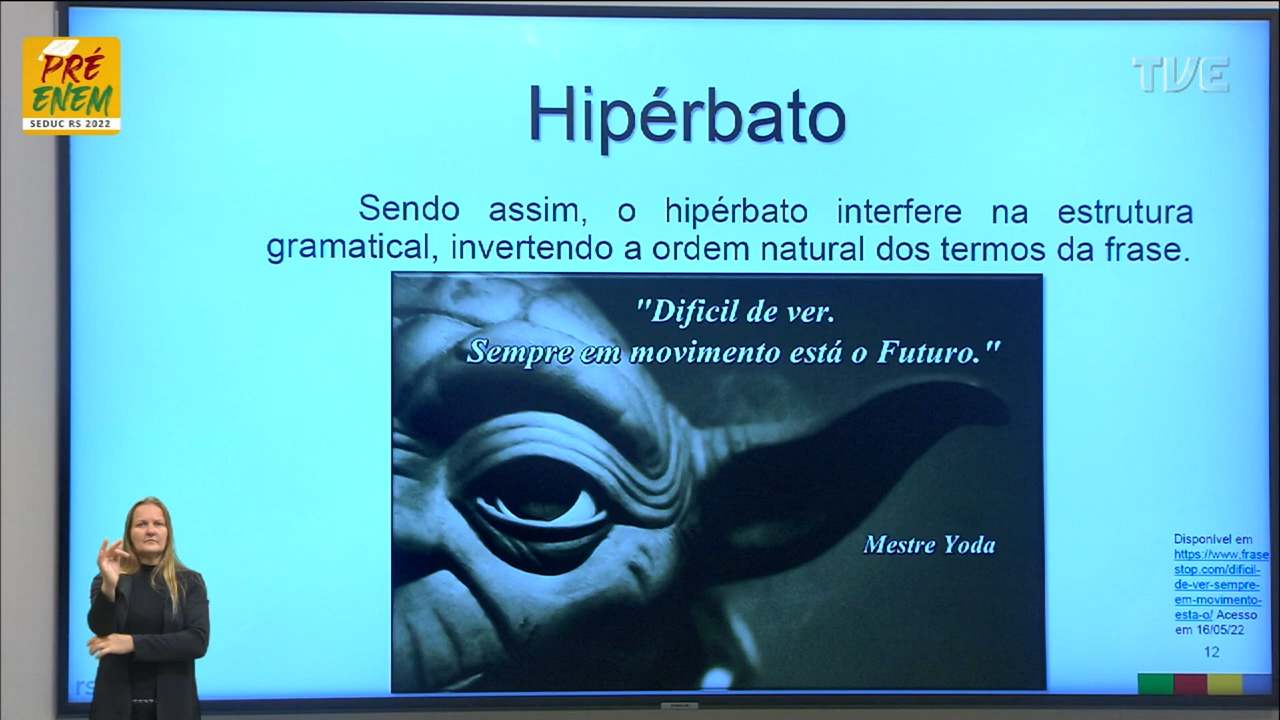 PRÉ
ENEM
SEDUC RS 2022
TVE
Hipérbato
Sendo assim, o hipérbato interfere na estrutura
gramatical, invertendo a ordem natural dos termos da frase.
"Dificil de ver.
Sempre em movimento está o Futuro."
Mestre Yoda
Disponível em
https://www.frase
stop.com/dificil-
de-ver-sempre-
em-movimento-
esta-o/ Acesso
em 16/05/22
12
rs